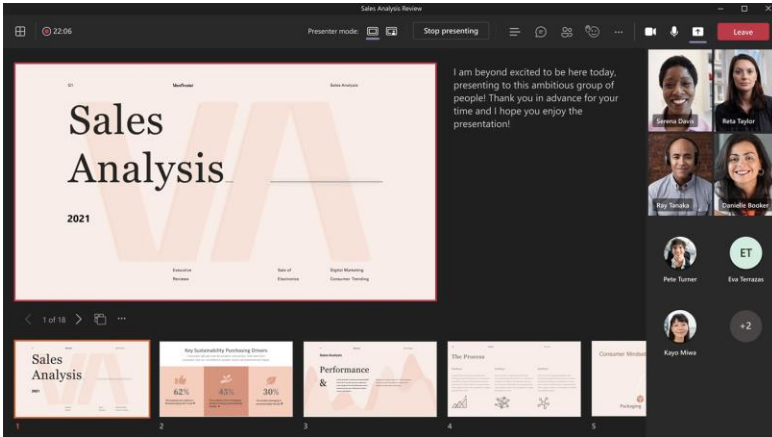 Sales Analysis Review
22:06
Presenter mode:
Stop presenting
Leave
01
Sales Analysis
Sales
Analysis
2021
Executive
Review
Sale of
Electronics
Digital Marketing
Consumer Trending
I am beyond excited to be here today,
presenting to this ambitious group of
people! Thank you in advance for your
time and I hope you enjoy the
presentation!
Serena Davis
Reta Taylor
Ray Tanaka
Danielle Booker
Pete Turner
ET
Eva Terrazas
Kayo Miwa
+2
1 of 18
Sales
Analysis
2021
1
Key Sustainability Purchasing Drivers
62%
45%
30%
2
Sales Analysis
Performance
&
3
The Process
4
Consumer Mindset
Packaging
5